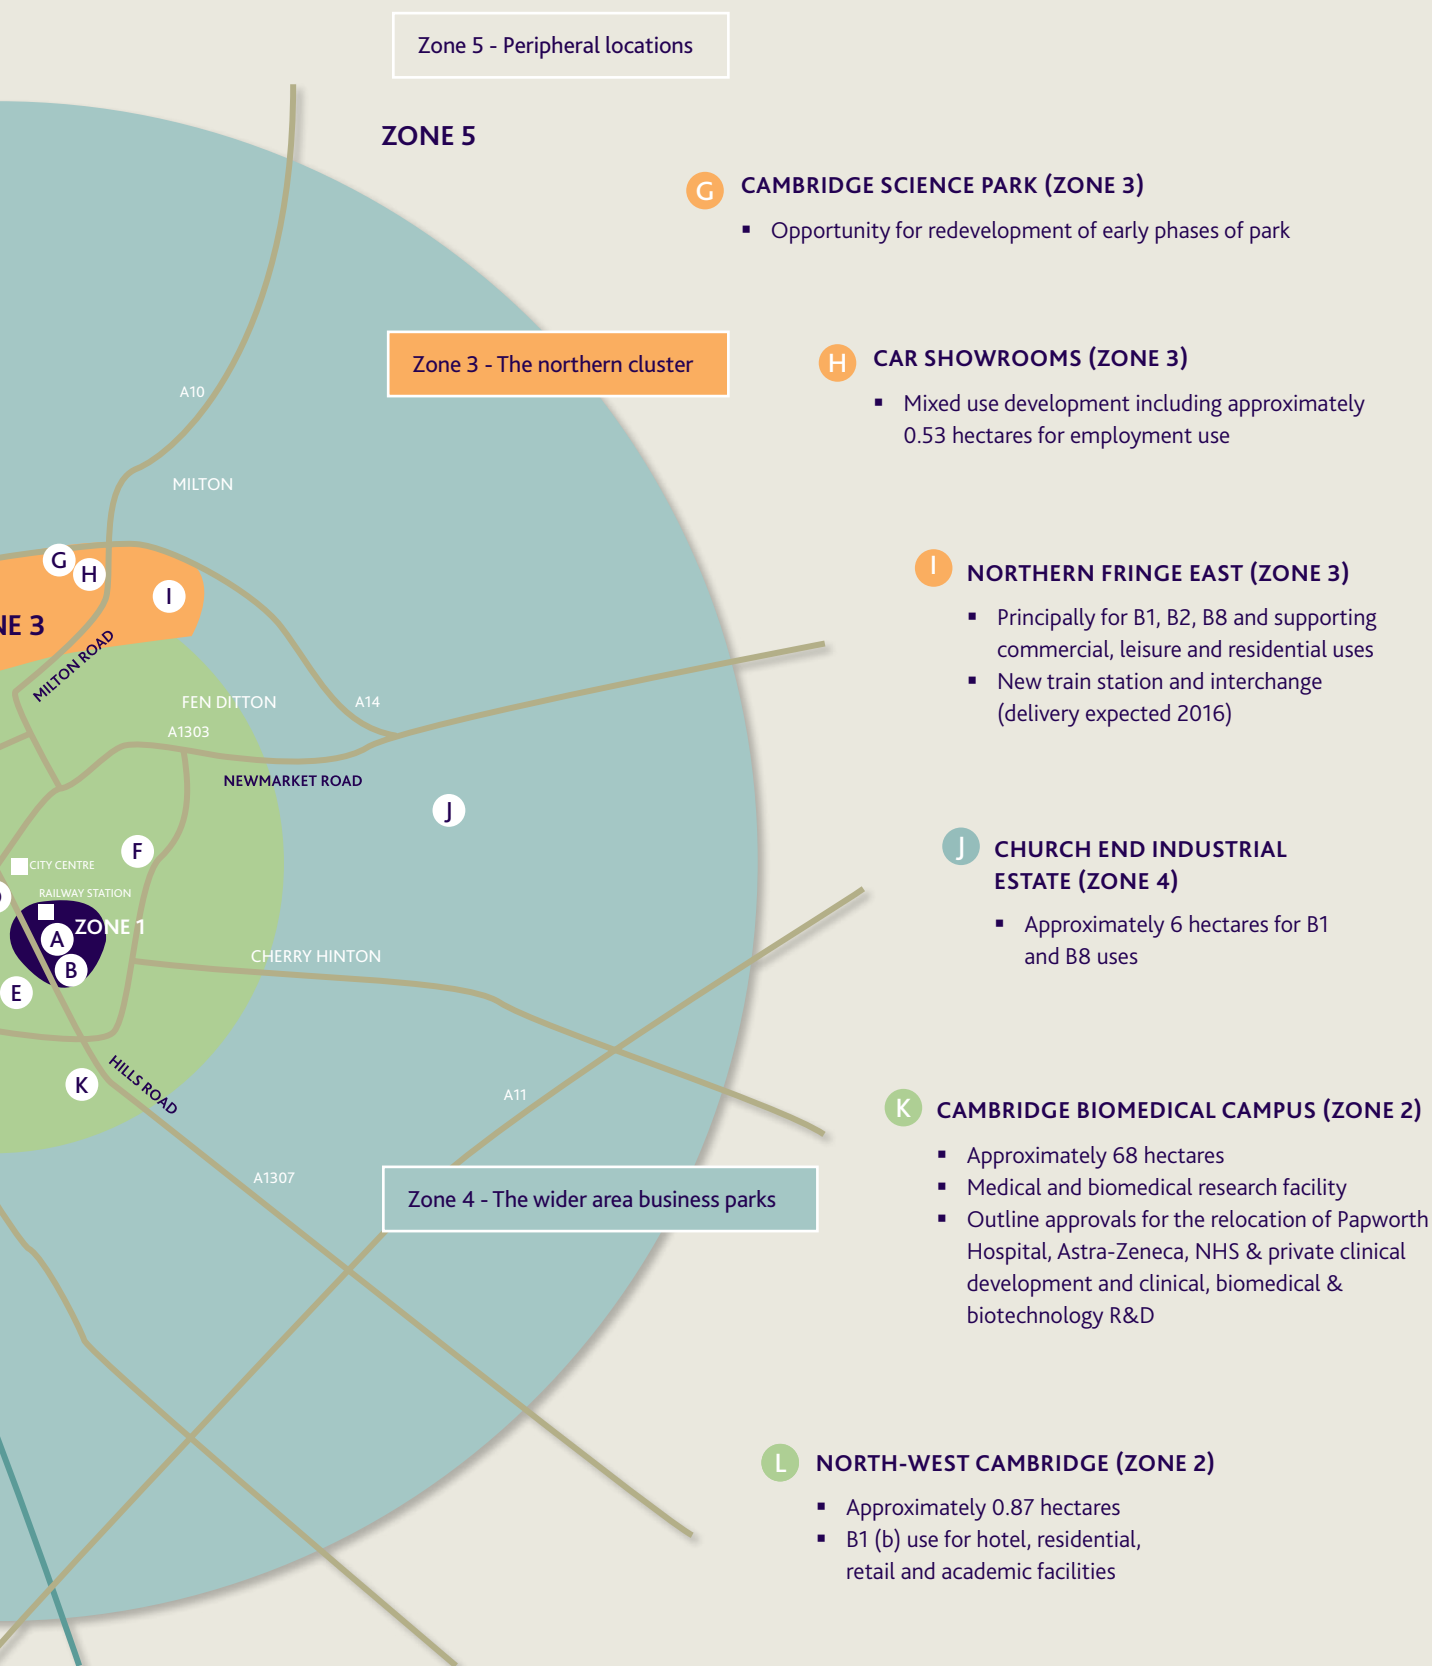 Zone 5 - Peripheral locations
ZONE 5
G
CAMBRIDGE SCIENCE PARK (ZONE 3)
▪ Opportunity for redevelopment of early phases of park
Zone 3 - The northern cluster
H
CAR SHOWROOMS (ZONE 3)
▪ Mixed use development including approximately
0.53 hectares for employment use
A10
MILTON
G
H
I
NE 3
MILTON ROAD
I
NORTHERN FRINGE EAST (ZONE 3)
▪ Principally for B1, B2, B8 and supporting
commercial, leisure and residential uses
▪ New train station and interchange
(delivery expected 2016)
FEN DITTON
A14
A1303
NEWMARKET ROAD
J
F
CITY CENTRE
RAILWAY STATION
ZONE 1
A
B
E
CHERRY HINTON
J
CHURCH END INDUSTRIAL
ESTATE (ZONE 4)
▪ Approximately 6 hectares for B1
and B8 uses
K
HILLS ROAD
A11
A1307
Zone 4 - The wider area business parks
K
CAMBRIDGE BIOMEDICAL CAMPUS (ZONE 2)
▪ Approximately 68 hectares
▪ Medical and biomedical research facility
▪ Outline approvals for the relocation of Papworth
Hospital, Astra-Zeneca, NHS & private clinical
development and clinical, biomedical &
biotechnology R&D
L
NORTH-WEST CAMBRIDGE (ZONE 2)
▪ Approximately 0.87 hectares
▪ B1 (b) use for hotel, residential,
retail and academic facilities